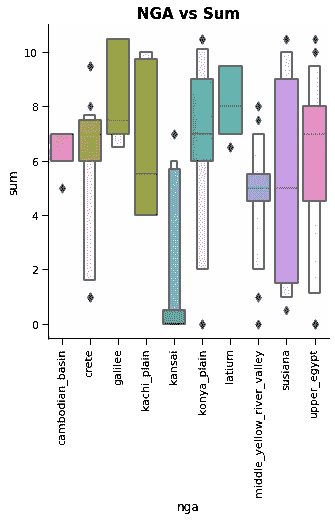 NGA vs Sum
10
8
6
4
2
0
sum
cambodian_basin
crete
galilee
kachi_plain
kansai
konya_plain
latium
middle_yellow_river_valley
susiana
upper_egypt
nga